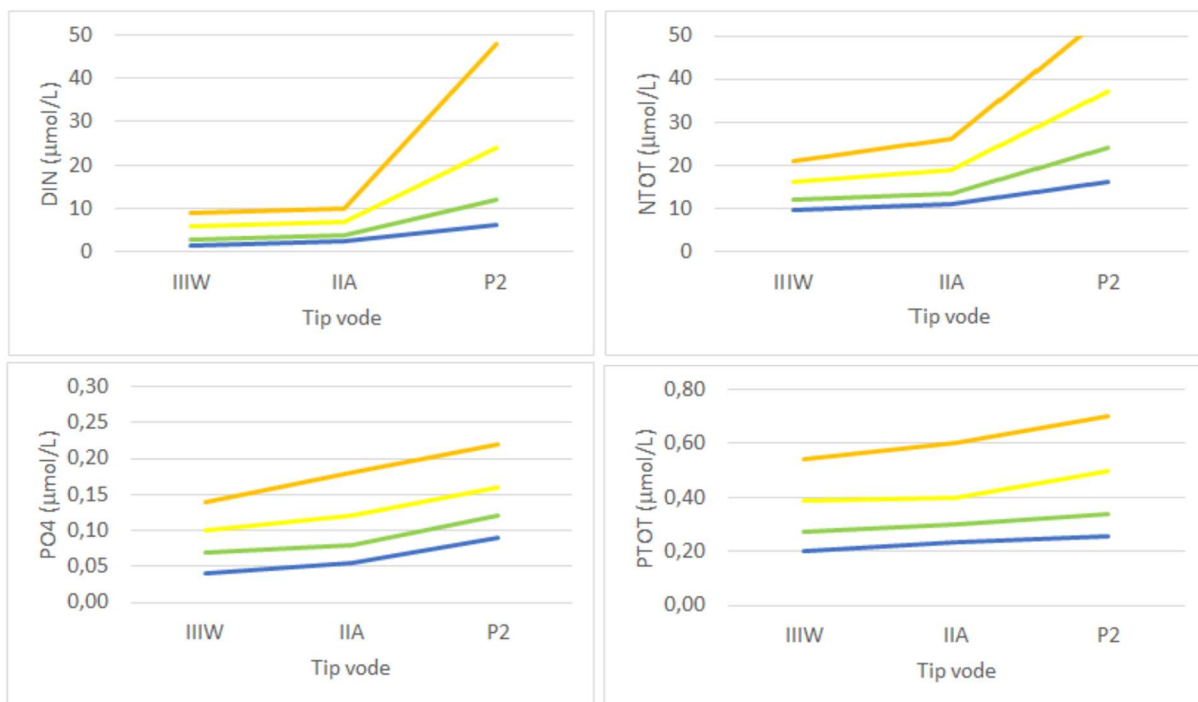 DIN (µmol/L)
50
40
30
20
10
0
IIIW IIA P2
Tip vode
NTOT (µmol/L)
50
40
30
20
10
0
IIIW IIA P2
Tip vode
PO4 (µmol/L)
0,30
0,25
0,20
0,15
0,10
0,05
0,00
IIIW IIA P2
Tip vode
PTOT (µmol/L)
0,80
0,60
0,40
0,20
0,00
IIIW IIA P2
Tip vode